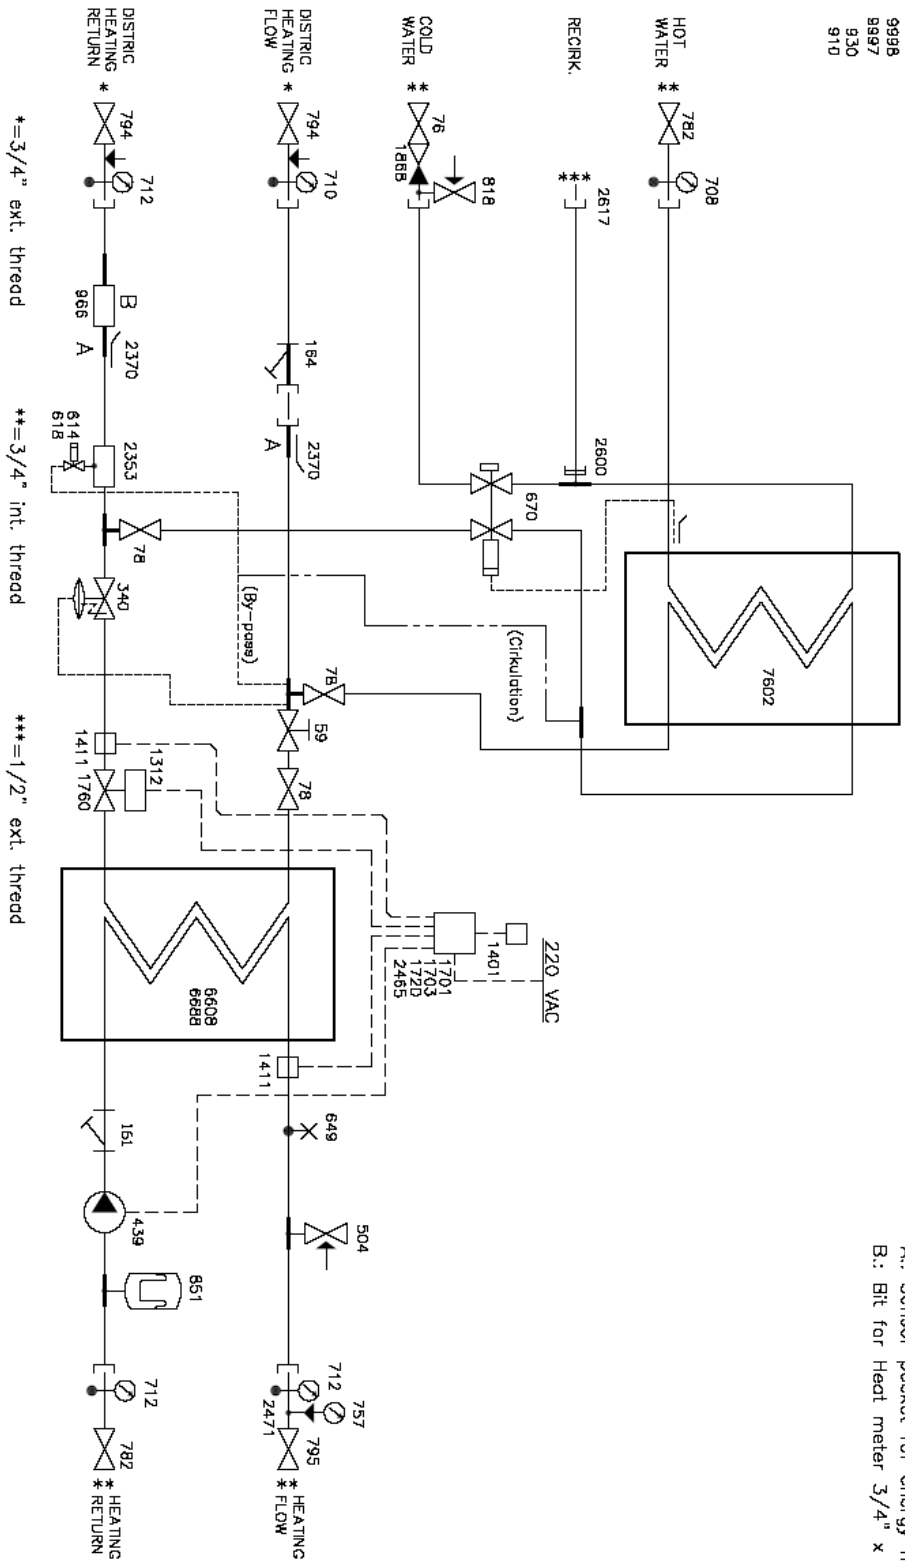 9998
9997
930
910
A.: Sensor pocket for energy
B.: Bit for Heat meter 3/4" x
HOT
WATER
**
782
708
7602
RECIRK.
***
2617
2600
220 VAC
1401
COLD
WATER
**
76
1868
818
670
(Cirkulation)
1701
1703
1720
2465
DISTRIC
HEATING
FLOW
*
794
710
164
2370
A
(By-pass)
78
59
78
1411
649
504
712
2471
757
795
* HEATING
* FLOW
DISTRIC
HEATING
RETURN
*
794
712
B
966
2370
A
614
618
2353
78
340
1411
1312
1760
6608
6688
161
439
851
712
782
* HEATING
* RETURN
*=3/4" ext. thread
**=3/4" int. thread
***=1/2" ext. thread